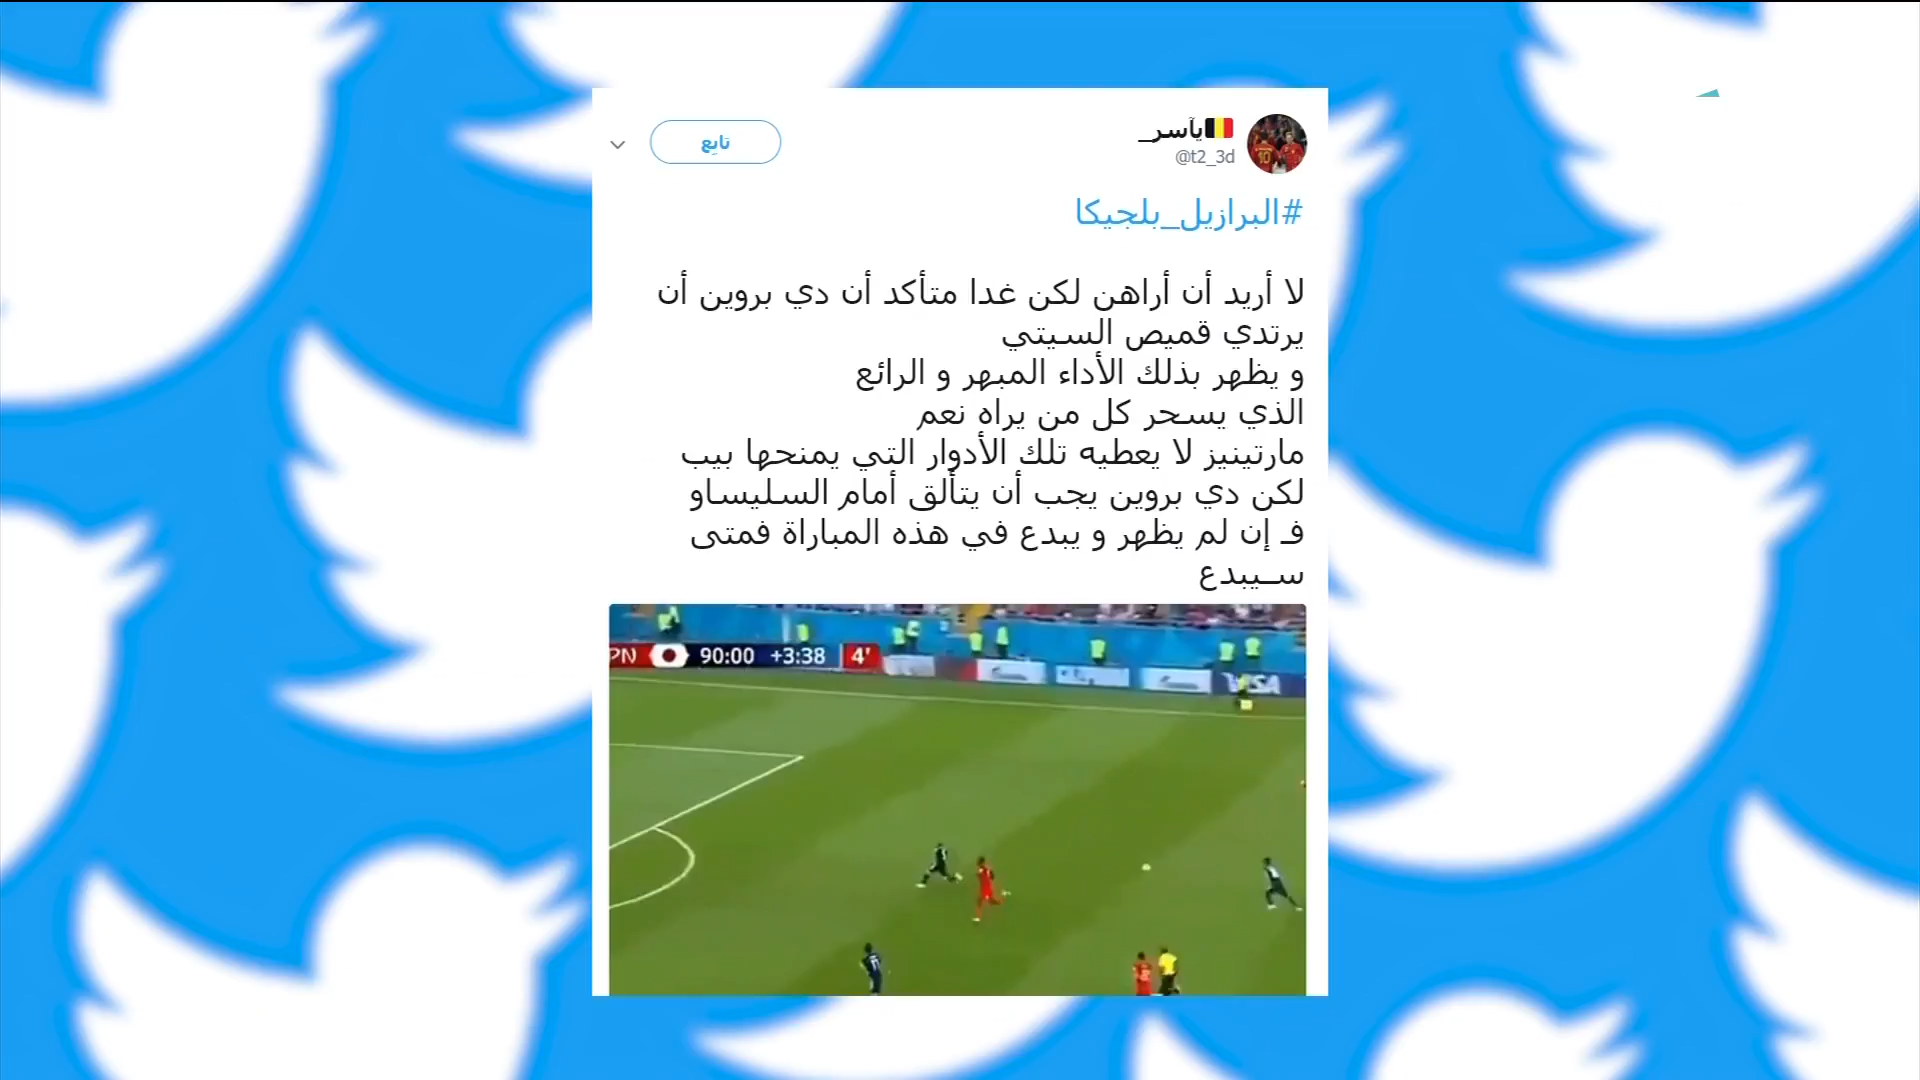 يآسر_
@t2_3d
تابِع
#البرازيل_بلجيكا
لا أريد أن أراهن لكن غدا متأكد أن دي بروين أن
يرتدي قميص السيتي
و يظهر بذلك الأداء المبهر و الرائع
الذي يسحر كل من يراه نعم
مارتينيز لا يعطيه تلك الأدوار التي يمنحها بيب
لكن دي بروين يجب أن يتألق أمام السليساو
فـ إن لم يظهر و يبدع في هذه المباراة فمتى
سـيبدع
PN 90:00 +3:38 4'
VISA